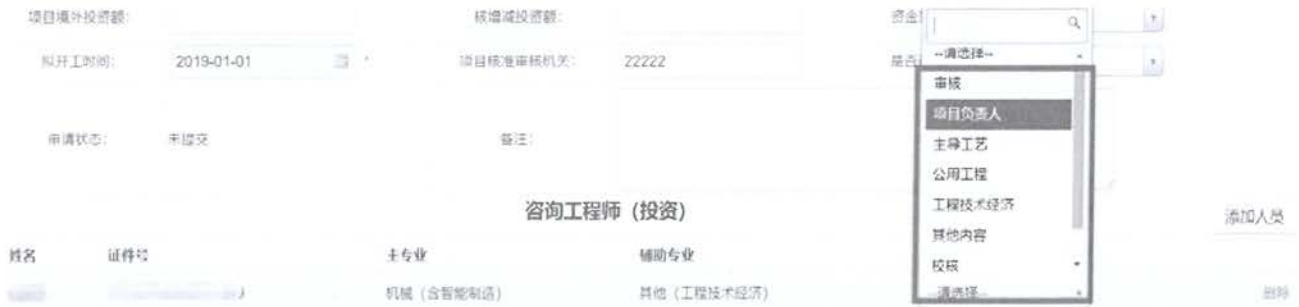 项目境外投资额: 核增减投资额: 资金
--请选择--
拟开工时间: 2019-01-01 * 项目核准审核机关: 22222 是否
审核
项目负责人
申请状态: 未提交 备注:
主导工艺
公用工程
工程技术经济
咨询工程师（投资） 添加人员
其他内容
姓名 证件号 主专业 辅助专业
校核
机械（含智能制造） 其他（工程技术经济） --请选择-- 删除